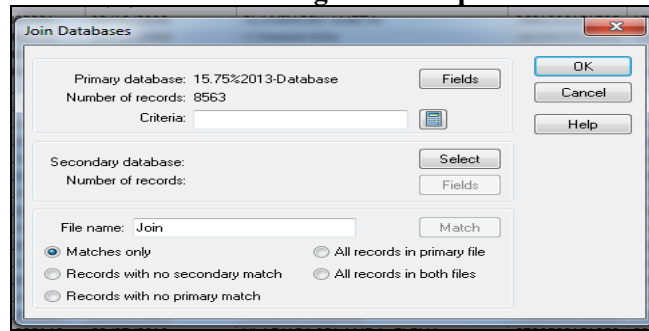 Join Databases
Primary database: 15.75%2013-Database
Fields
Number of records: 8563
Criteria:
OK
Cancel
Help
Secondary database:
Select
Number of records:
Fields
File name: Join
Match
Matches only
All records in primary file
Records with no secondary match
All records in both files
Records with no primary match